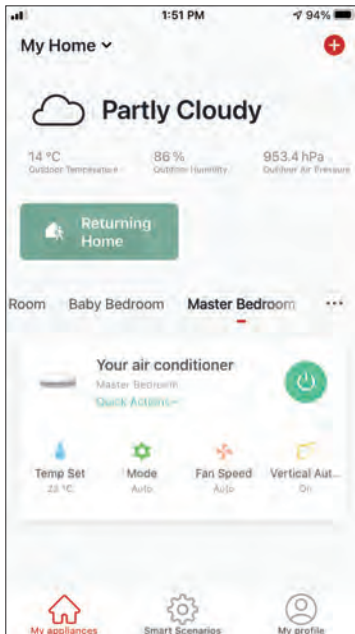 1:51 PM 94%
My Home
Partly Cloudy
14 °C 86 % 953.4 hPa
Outdoor Temperature Outdoor Humidity Outdoor Air Pressure
Returning
Home
Room Baby Bedroom Master Bedroom ...
Your air conditioner
Master Bedroom
Quick Actions
Temp Set Mode Fan Speed Vertical Aut...
Auto Auto On
My appliances Smart Scenarios My profile